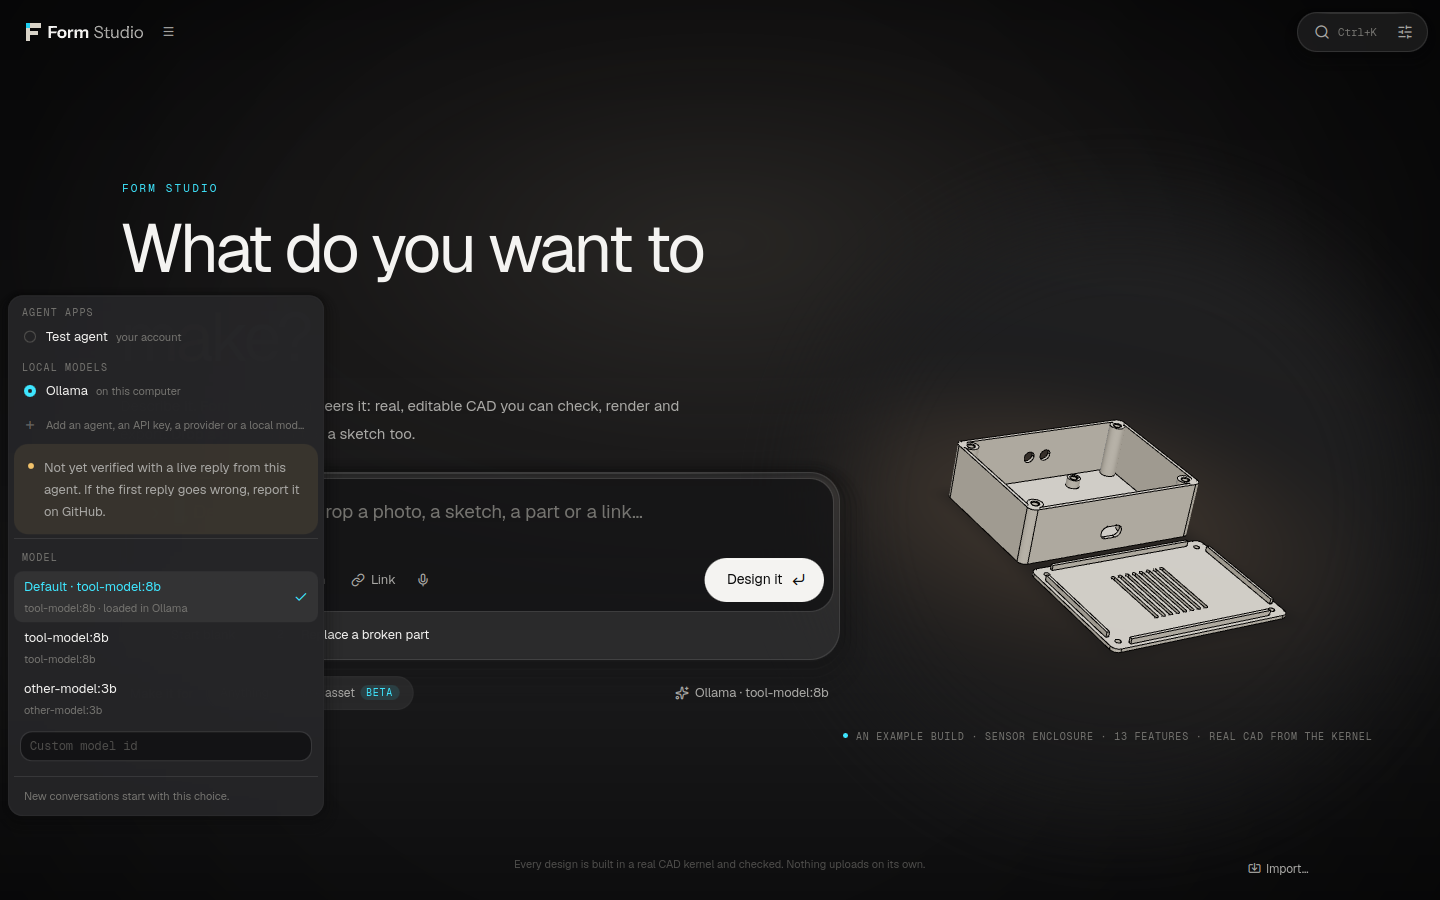 Form Studio
Ctrl+K
FORM STUDIO
What do you want to
AGENT APPS
Test agent your account
LOCAL MODELS
Ollama on this computer
Add an agent, an API key, a provider or a local mod...
Not yet verified with a live reply from this
agent. If the first reply goes wrong, report it
on GitHub.
MODEL
Default · tool-model:8b
tool-model:8b · loaded in Ollama
tool-model:8b
tool-model:8b
other-model:3b
other-model:3b
Custom model id
New conversations start with this choice.
eers it: real, editable CAD you can check, render and
a sketch too.
rop a photo, a sketch, a part or a link...
Link
Design it
lace a broken part
asset BETA
Ollama · tool-model:8b
AN EXAMPLE BUILD · SENSOR ENCLOSURE · 13 FEATURES · REAL CAD FROM THE KERNEL
Every design is built in a real CAD kernel and checked. Nothing uploads on its own.
Import...